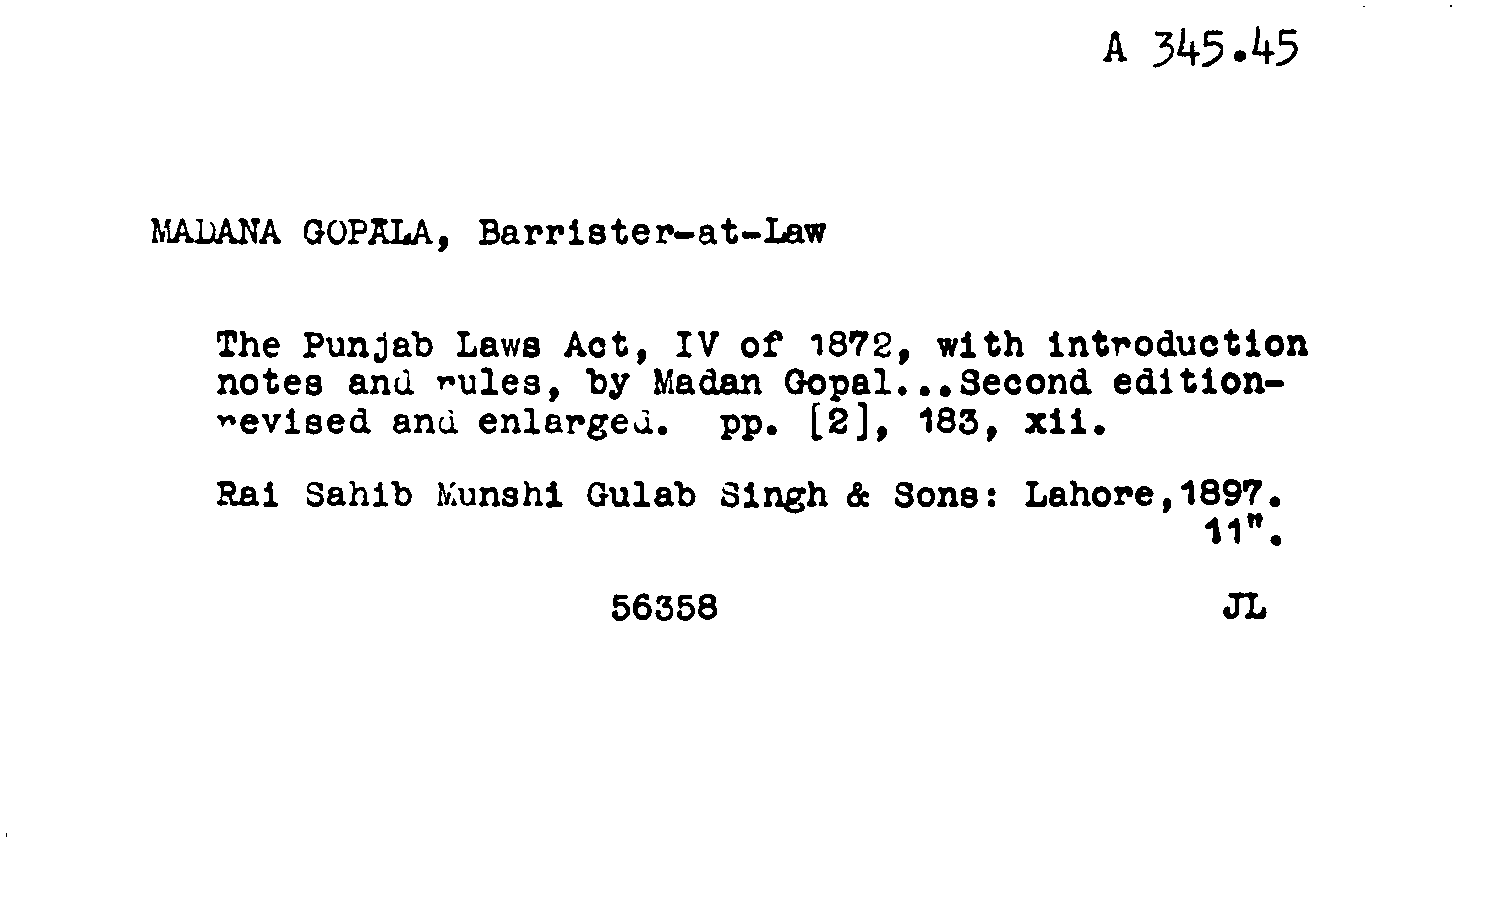 A 345.45
MADANA GOPĀLA, Barrister-at-Law
The Punjab Laws Act, IV of 1872, with introduction
notes and rules, by Madan Gopal...Second edition-
revised and enlarged. pp. [2], 183, xii.
Rai Sahib Munshi Gulab Singh & Sons: Lahore,1897.
11".
56358 JL